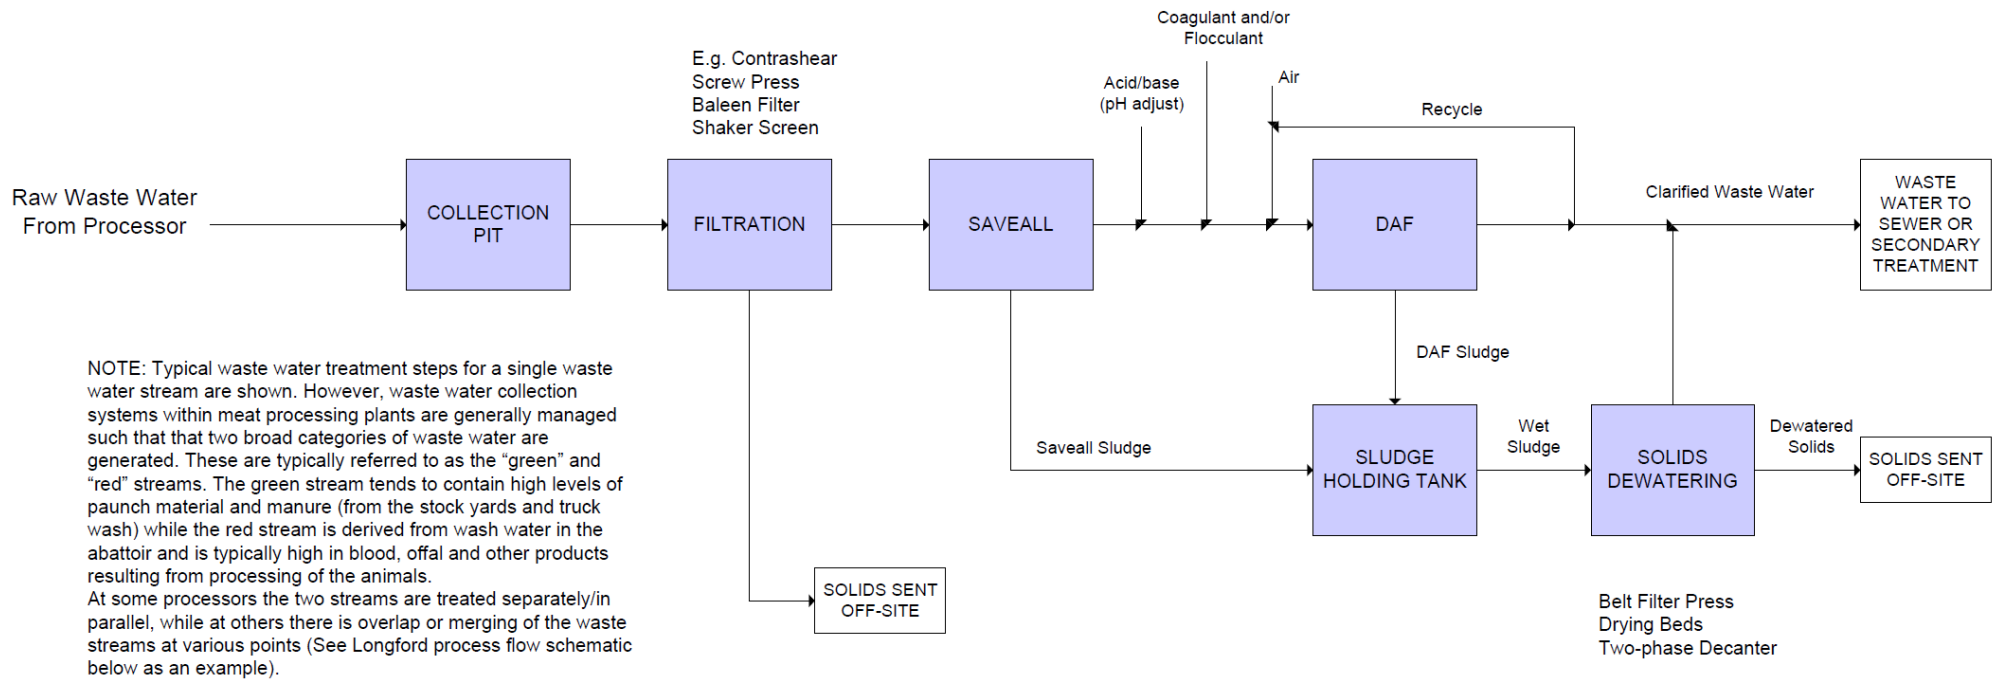 Coagulant and/or
Flocculant
E.g. Contrashear
Screw Press
Baleen Filter
Shaker Screen
Acid/base
(pH adjust)
Air
Recycle
Raw Waste Water
From Processor
COLLECTION
PIT
FILTRATION
SAVEALL
DAF
Clarified Waste Water
WASTE
WATER TO
SEWER OR
SECONDARY
TREATMENT
DAF Sludge
Saveall Sludge
SLUDGE
HOLDING TANK
Wet
Sludge
SOLIDS
DEWATERING
Dewatered
Solids
SOLIDS SENT
OFF-SITE
NOTE: Typical waste water treatment steps for a single waste
water stream are shown. However, waste water collection
systems within meat processing plants are generally managed
such that that two broad categories of waste water are
generated. These are typically referred to as the “green” and
“red” streams. The green stream tends to contain high levels of
paunch material and manure (from the stock yards and truck
wash) while the red stream is derived from wash water in the
abattoir and is typically high in blood, offal and other products
resulting from processing of the animals.
At some processors the two streams are treated separately/in
parallel, while at others there is overlap or merging of the waste
streams at various points (See Longford process flow schematic
below as an example).
SOLIDS SENT
OFF-SITE
Belt Filter Press
Drying Beds
Two-phase Decanter